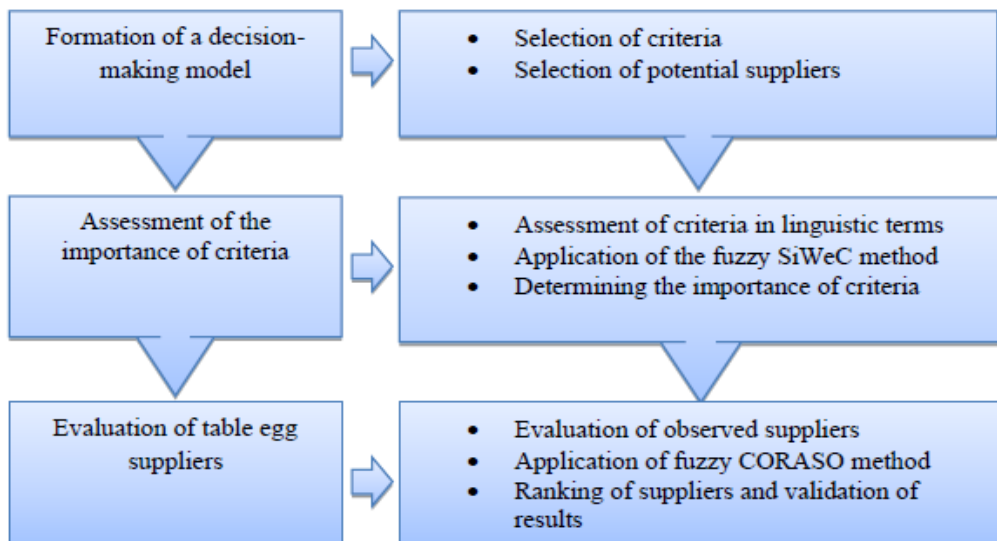 Formation of a decision-
making model
• Selection of criteria
• Selection of potential suppliers
Assessment of the
importance of criteria
• Assessment of criteria in linguistic terms
• Application of the fuzzy SiWeC method
• Determining the importance of criteria
Evaluation of table egg
suppliers
• Evaluation of observed suppliers
• Application of fuzzy CORASO method
• Ranking of suppliers and validation of
results